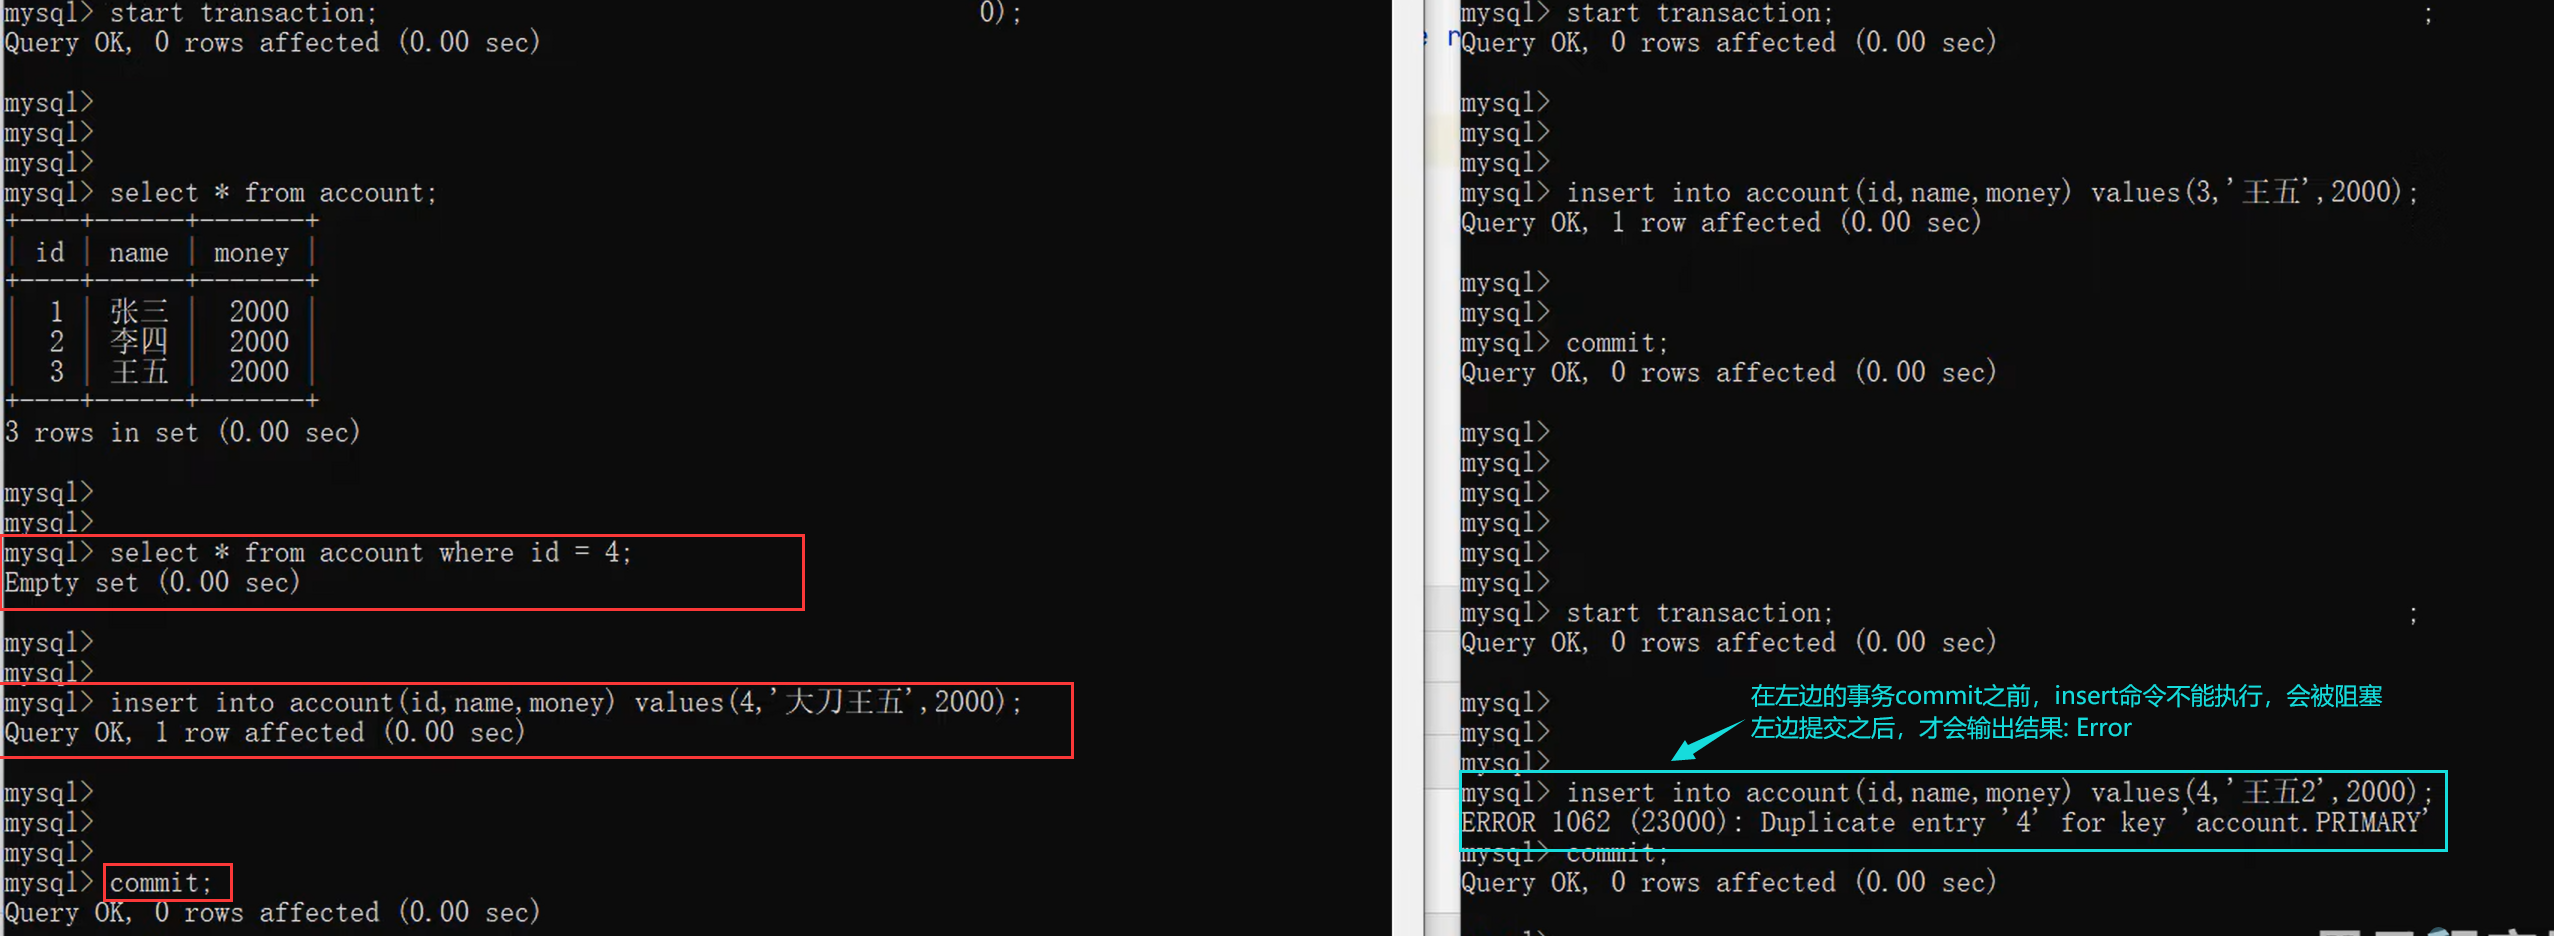 mysql> start transaction; 0);
Query OK, 0 rows affected (0.00 sec)
mysql>
mysql>
mysql>
mysql> select * from account;
+----+------+-------+
| id | name | money |
+----+------+-------+
| 1 | 张三 | 2000 |
| 2 | 李四 | 2000 |
| 3 | 王五 | 2000 |
+----+------+-------+
3 rows in set (0.00 sec)
mysql>
mysql>
mysql> select * from account where id = 4;
Empty set (0.00 sec)
mysql>
mysql>
mysql> insert into account(id,name,money) values(4,'大刀王五',2000);
Query OK, 1 row affected (0.00 sec)
mysql>
mysql>
mysql>
mysql> commit;
Query OK, 0 rows affected (0.00 sec)
mysql> start transaction; ;
Query OK, 0 rows affected (0.00 sec)
mysql>
mysql>
mysql>
mysql> insert into account(id,name,money) values(3,'王五',2000);
Query OK, 1 row affected (0.00 sec)
mysql>
mysql>
mysql> commit;
Query OK, 0 rows affected (0.00 sec)
mysql>
mysql>
mysql>
mysql>
mysql>
mysql>
mysql> start transaction; ;
Query OK, 0 rows affected (0.00 sec)
mysql>
mysql>
mysql>
在左边的事务commit之前，insert命令不能执行，会被阻塞
左边提交之后，才会输出结果: Error
mysql> insert into account(id,name,money) values(4,'王五2',2000);
ERROR 1062 (23000): Duplicate entry '4' for key 'account.PRIMARY'
mysql> commit;
Query OK, 0 rows affected (0.00 sec)